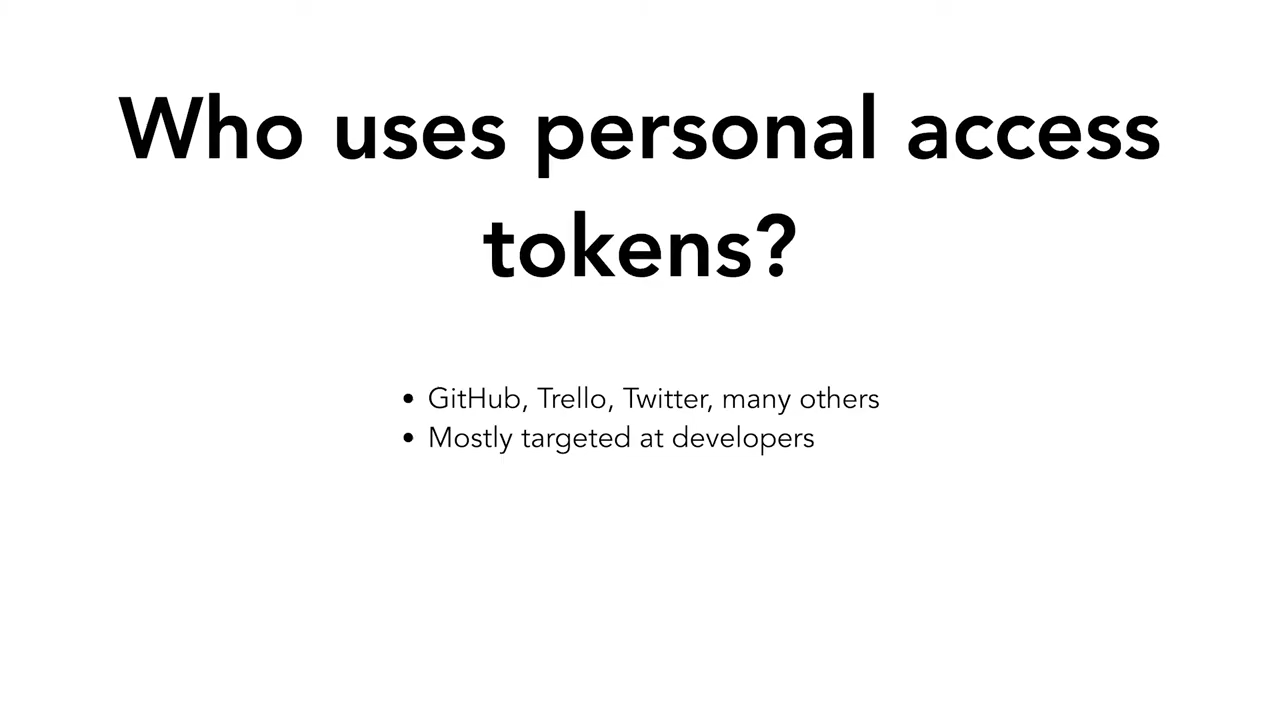 Who uses personal access
tokens?
• GitHub, Trello, Twitter, many others
• Mostly targeted at developers